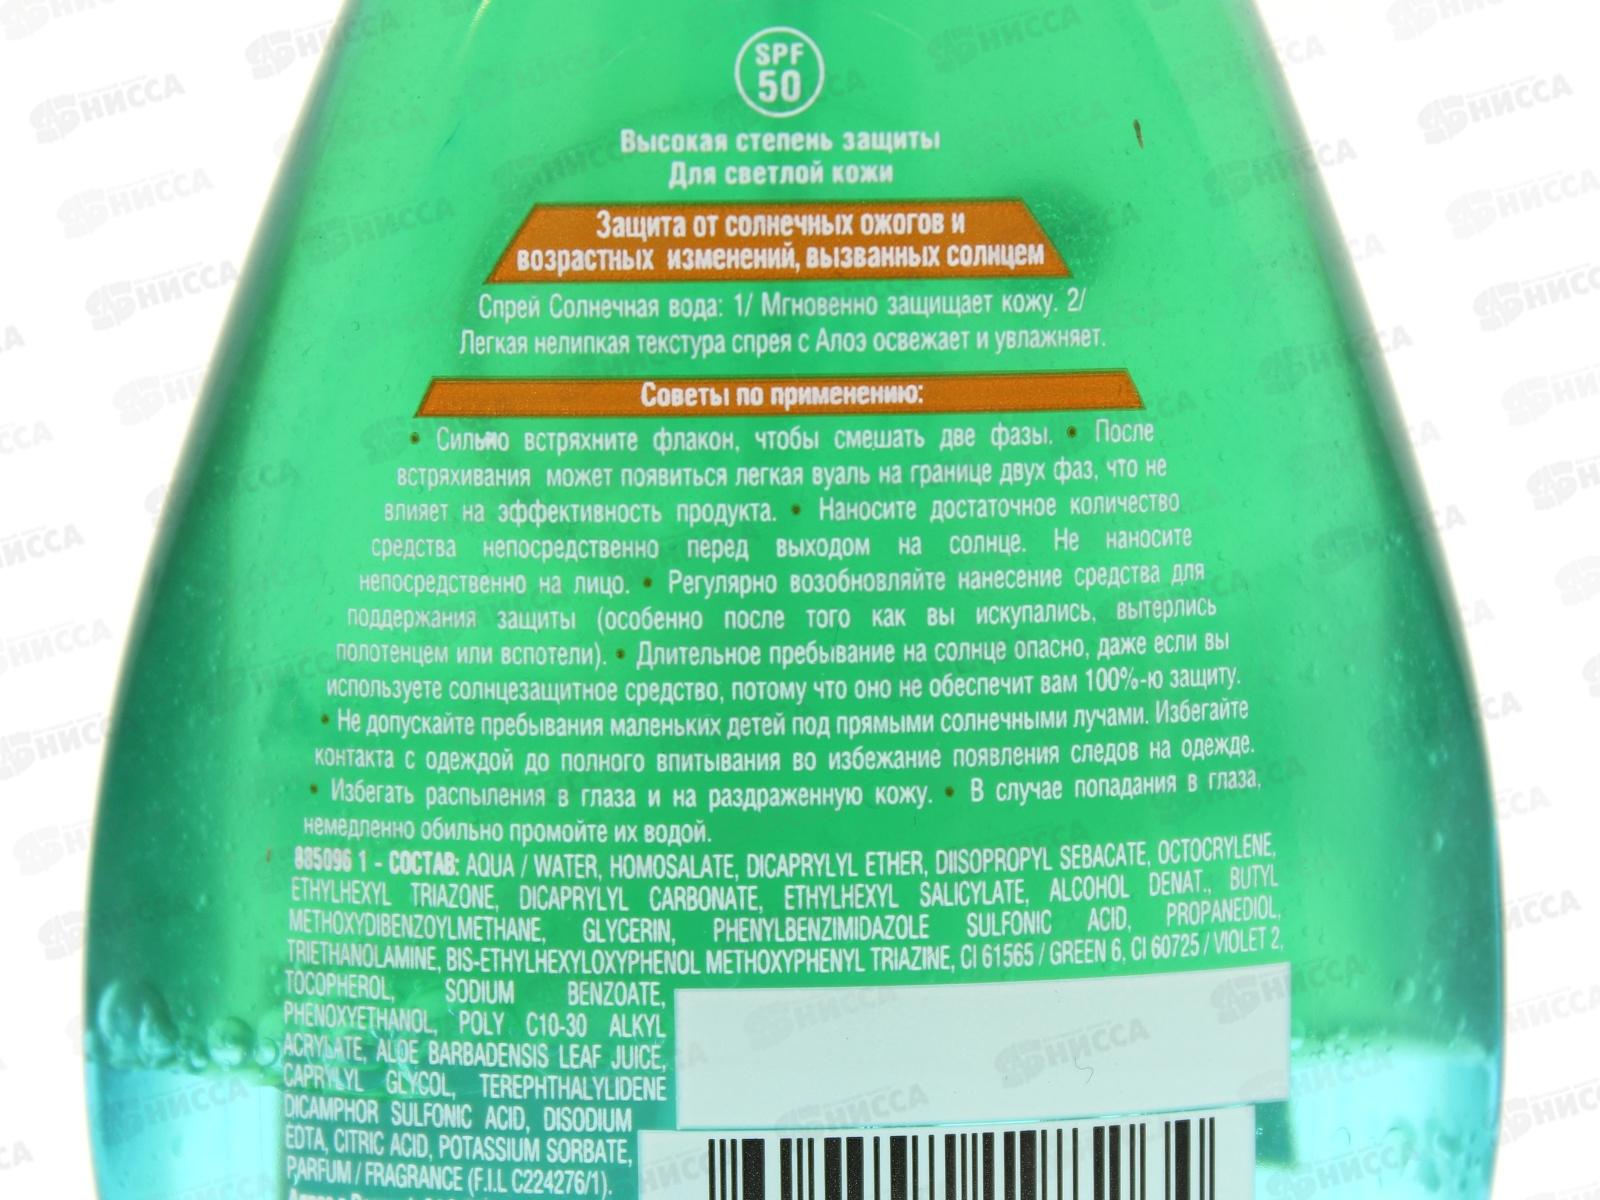 SPF
50
Высокая степень защиты
Для светлой кожи
Защита от солнечных ожогов и
возрастных изменений, вызванных солнцем
Спрей Солнечная вода: 1/ Мгновенно защищает кожу. 2/
Легкая нелипкая текстура спрея с Алоэ освежает и увлажняет.
Советы по применению:
• Сильно встряхните флакон, чтобы смешать две фазы. • После
встряхивания может появиться легкая вуаль на границе двух фаз, что не
влияет на эффективность продукта. • Наносите достаточное количество
средства непосредственно перед выходом на солнце. Не наносите
непосредственно на лицо. • Регулярно возобновляйте нанесение средства для
поддержания защиты (особенно после того как вы искупались, вытерлись
полотенцем или вспотели). • Длительное пребывание на солнце опасно, даже если вы
используете солнцезащитное средство, потому что оно не обеспечит вам 100%-ю защиту.
• Не допускайте пребывания маленьких детей под прямыми солнечными лучами. Избегайте
контакта с одеждой до полного впитывания во избежание появления следов на одежде.
• Избегать распыления в глаза и на раздраженную кожу. • В случае попадания в глаза,
немедленно обильно промойте их водой.
885096 1 - СОСТАВ: AQUA / WATER, HOMOSALATE, DICAPRYLYL ETHER, DIISOPROPYL SEBACATE, OCTOCRYLENE,
ETHYLHEXYL TRIAZONE, DICAPRYLYL CARBONATE, ETHYLHEXYL SALICYLATE, ALCOHOL DENAT., BUTYL
METHOXYDIBENZOYLMETHANE, GLYCERIN, PHENYLBENZIMIDAZOLE SULFONIC ACID, PROPANEDIOL,
TRIETHANOLAMINE, BIS-ETHYLHEXYLOXYPHENOL METHOXYPHENYL TRIAZINE, CI 61565 / GREEN 6, CI 60725 / VIOLET 2,
TOCOPHEROL, SODIUM BENZOATE,
PHENOXYETHANOL, POLY C10-30 ALKYL
ACRYLATE, ALOE BARBADENSIS LEAF JUICE,
CAPRYLYL GLYCOL, TEREPHTHALYLIDENE
DICAMPHOR SULFONIC ACID, DISODIUM
EDTA, CITRIC ACID, POTASSIUM SORBATE,
PARFUM / FRAGRANCE (F.I.L C224276/1).
НИССА